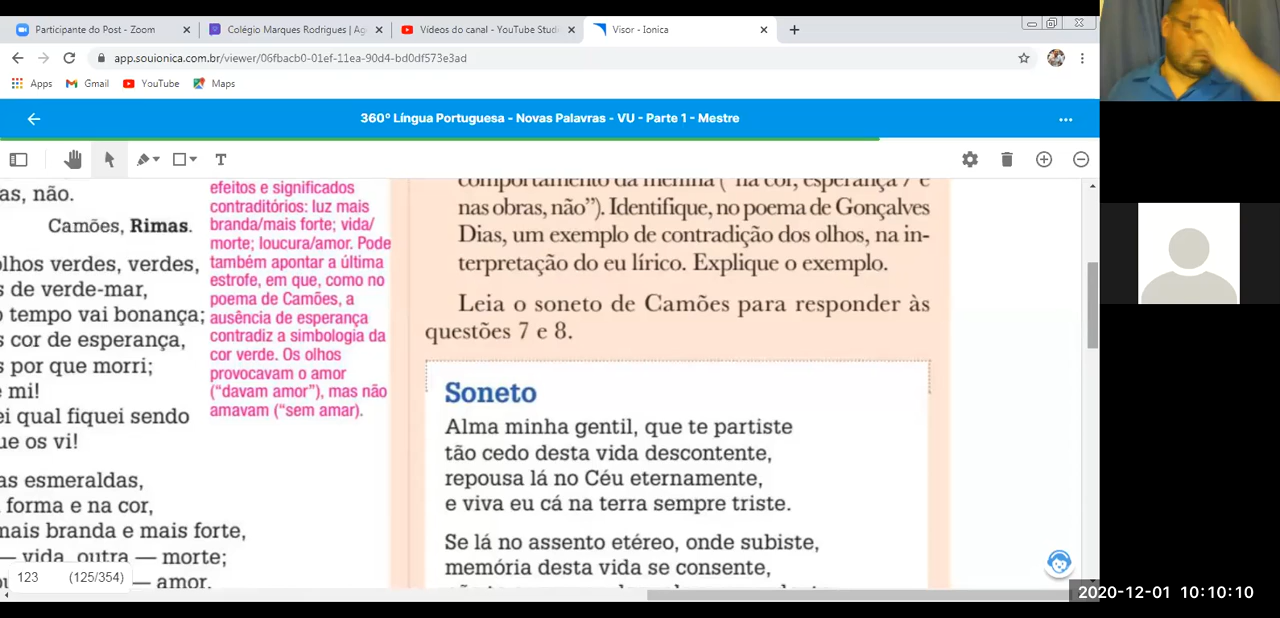 Participante do Post - Zoom
Colégio Marques Rodrigues | Ag
Vídeos do canal - YouTube Studi
Visor - Ionica
app.souionica.com.br/viewer/06fbacb0-01ef-11ea-90d4-bd0df573e3ad
Apps
Gmail
YouTube
Maps
360º Língua Portuguesa - Novas Palavras - VU - Parte 1 - Mestre
T
as, não.
Camões, Rimas.
olhos verdes, verdes,
s de verde-mar,
o tempo vai bonança;
s cor de esperança,
s por que morri;
e mi!
ei qual fiquei sendo
ue os vi!
as esmeraldas,
forma e na cor,
mais branda e mais forte,
— vida, outra — morte;
— amor.
efeitos e significados
contraditórios: luz mais
branda/mais forte; vida/
morte; loucura/amor. Pode
também apontar a última
estrofe, em que, como no
poema de Camões, a
ausência de esperança
contradiz a simbologia da
cor verde. Os olhos
provocavam o amor
(“davam amor”), mas não
amavam (“sem amar).
comportamento da menina (“na cor, esperança / e
nas obras, não”). Identifique, no poema de Gonçalves
Dias, um exemplo de contradição dos olhos, na in-
terpretação do eu lírico. Explique o exemplo.
Leia o soneto de Camões para responder às
questões 7 e 8.
Soneto
Alma minha gentil, que te partiste
tão cedo desta vida descontente,
repousa lá no Céu eternamente,
e viva eu cá na terra sempre triste.
Se lá no assento etéreo, onde subiste,
memória desta vida se consente,
123 (125/354)
2020-12-01 10:10:10